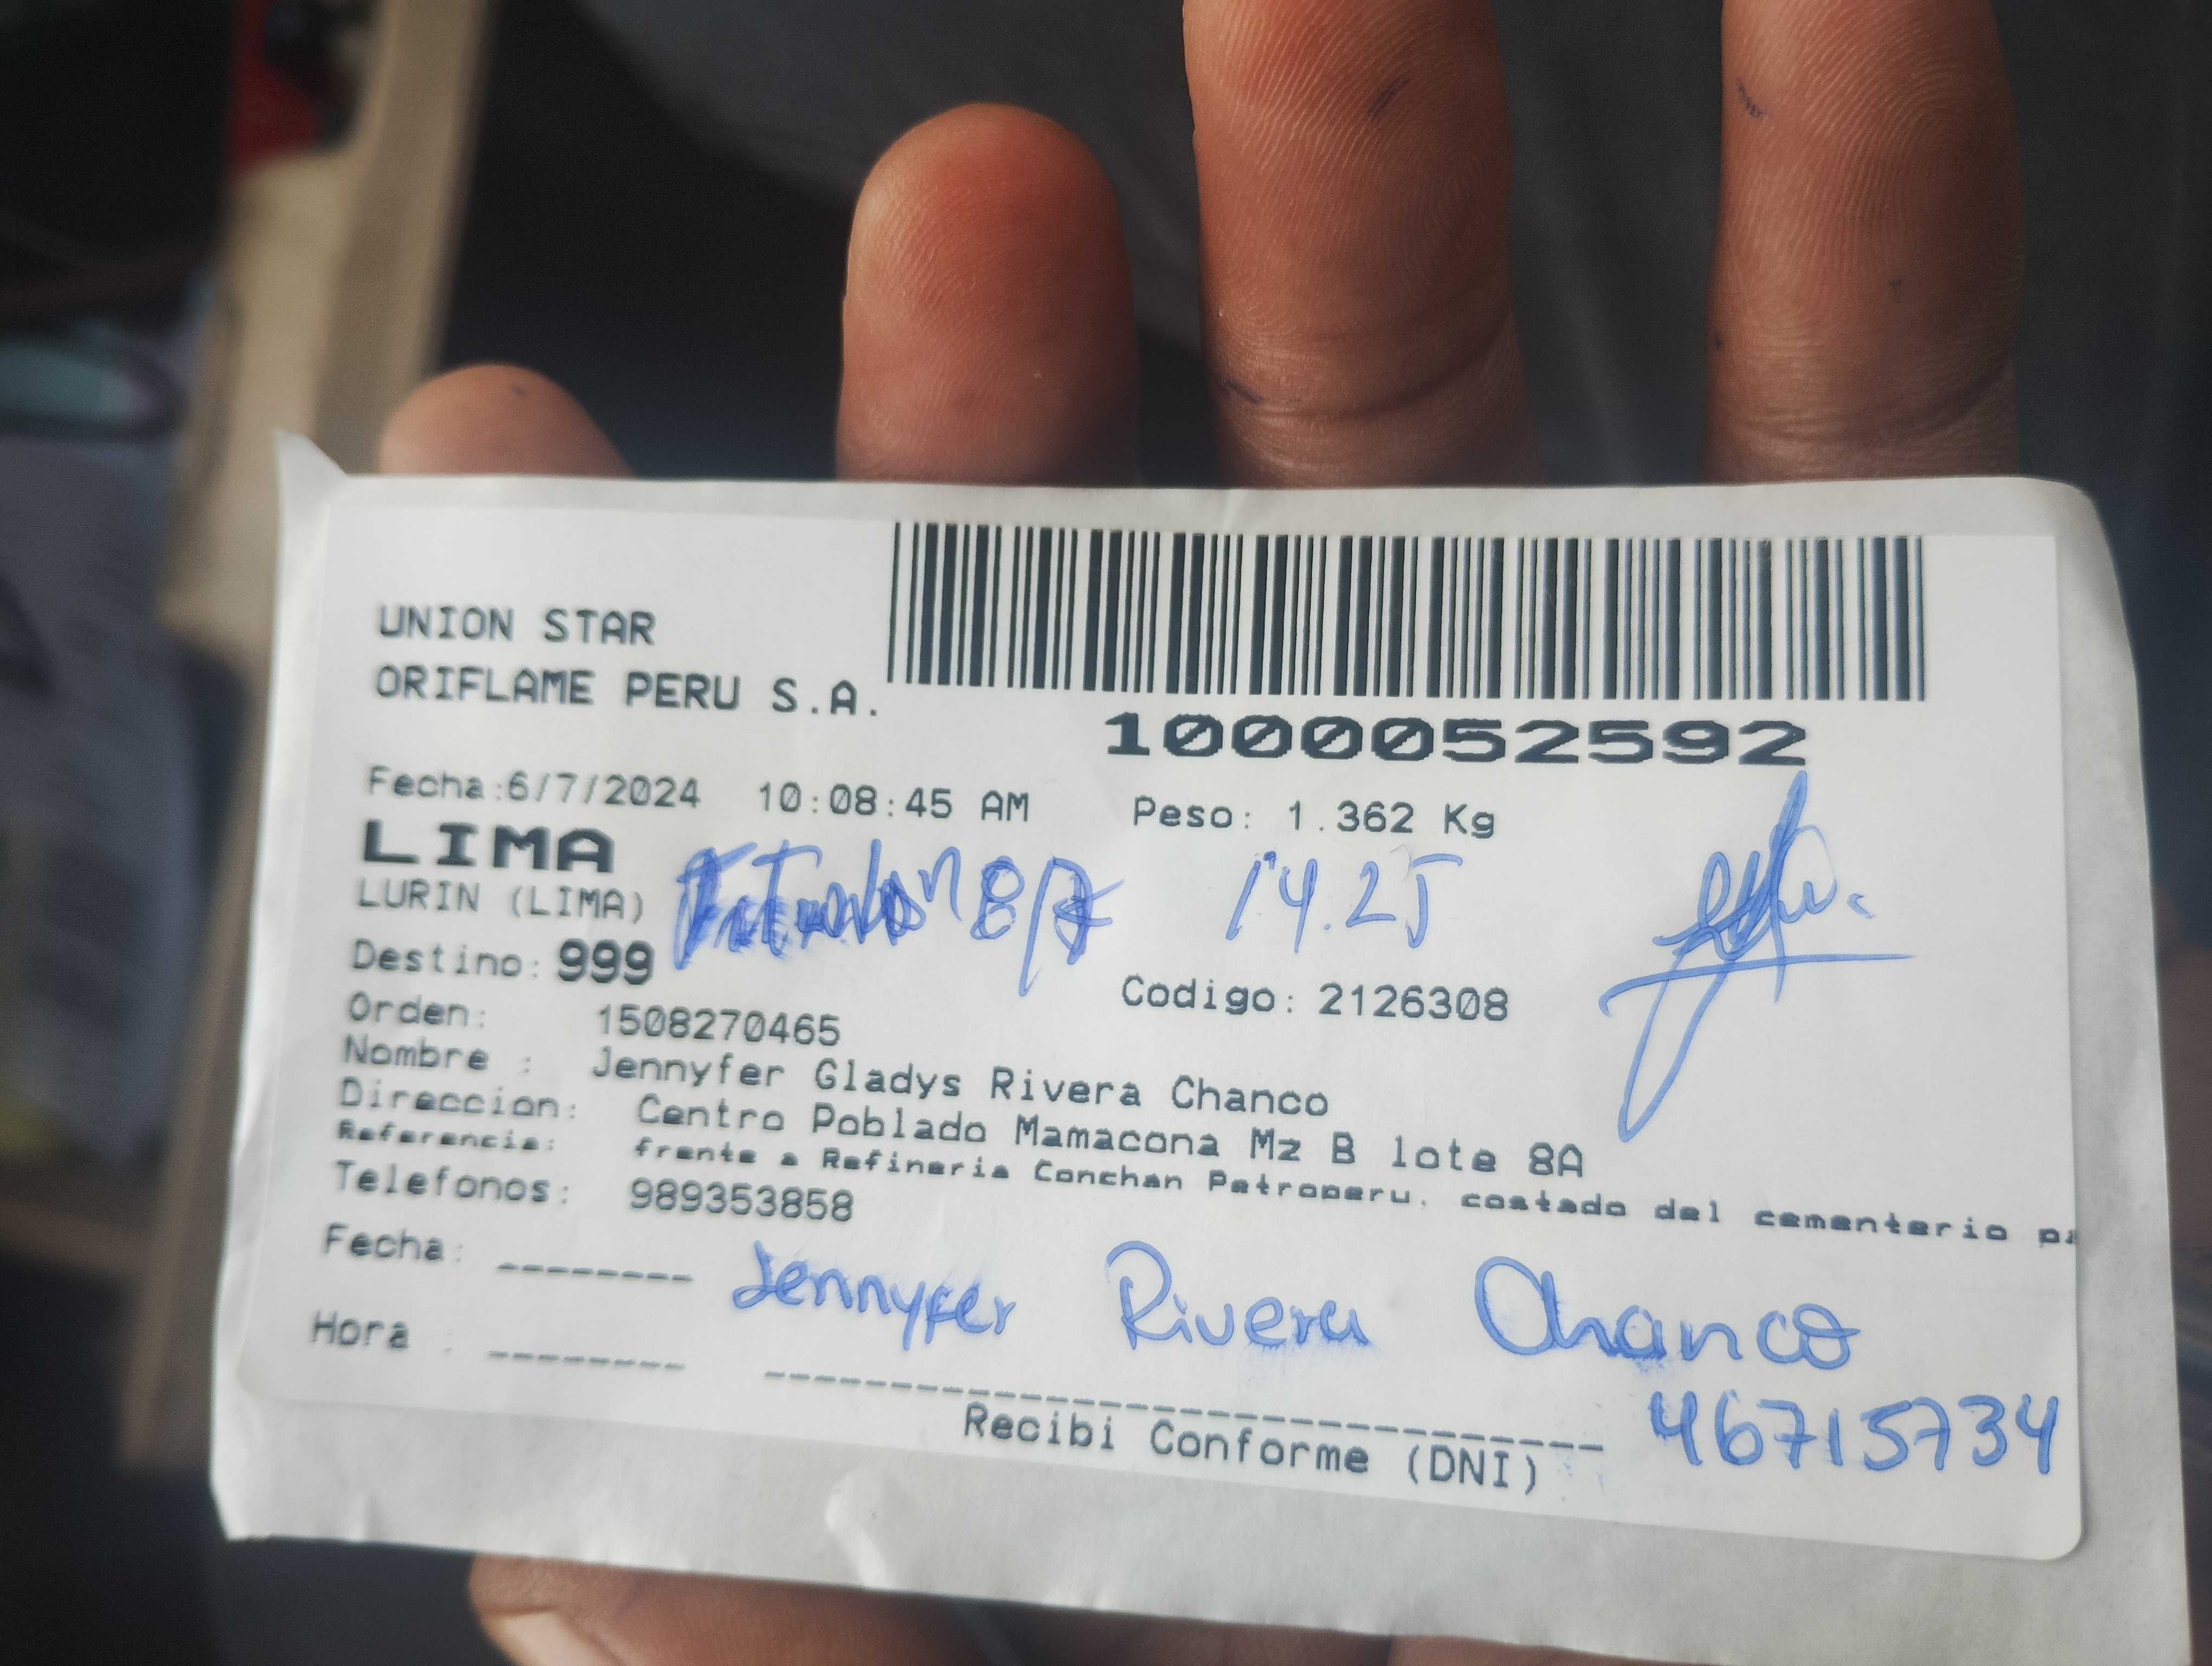 UNION STAR
ORIFLAME PERU S.A.
1000052592
Fecha:6/7/2024 10:08:45 AM Peso: 1.362 Kg
LIMA
LURIN (LIMA) 8/7 14.25
Destino: 999
Codigo: 2126308
Orden: 1508270465
Nombre : Jennyfer Gladys Rivera Chanco
Direccion: Centro Poblado Mamacona Mz B lote 8A
Referencia: frente a Refineria Conchan Petroperu, costado del cementerio
Telefonos: 989353858
Fecha: Jennyfer Rivera Chanco
Hora :
46715734
Recibi Conforme (DNI)